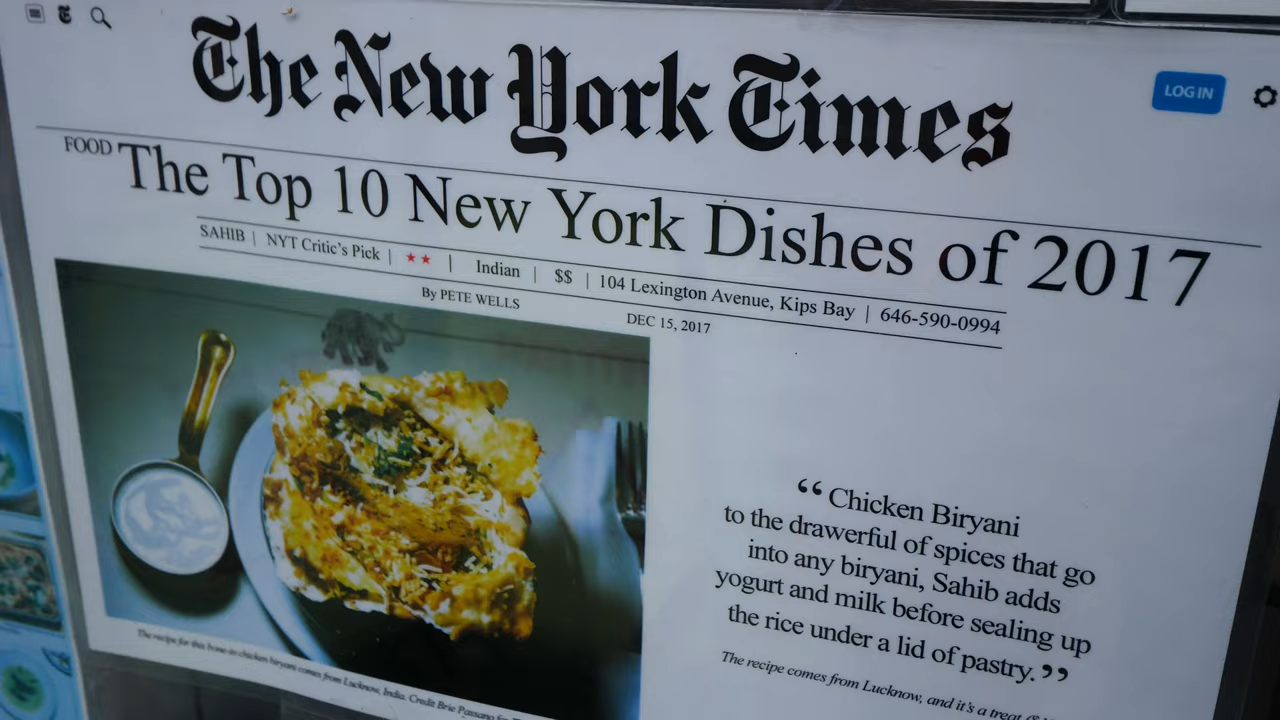 The New York Times
LOG IN
FOOD The Top 10 New York Dishes of 2017
SAHIB | NYT Critic's Pick | ★★ | Indian | $$ | 104 Lexington Avenue, Kips Bay | 646-590-0994
By PETE WELLS
DEC 15, 2017
“Chicken Biryani
to the drawerful of spices that go
into any biryani, Sahib adds
yogurt and milk before sealing up
the rice under a lid of pastry.”
The recipe for this bone-in chicken biryani comes from Lucknow, India. Credit Brie Passano for
The recipe comes from Lucknow, and it's a treat